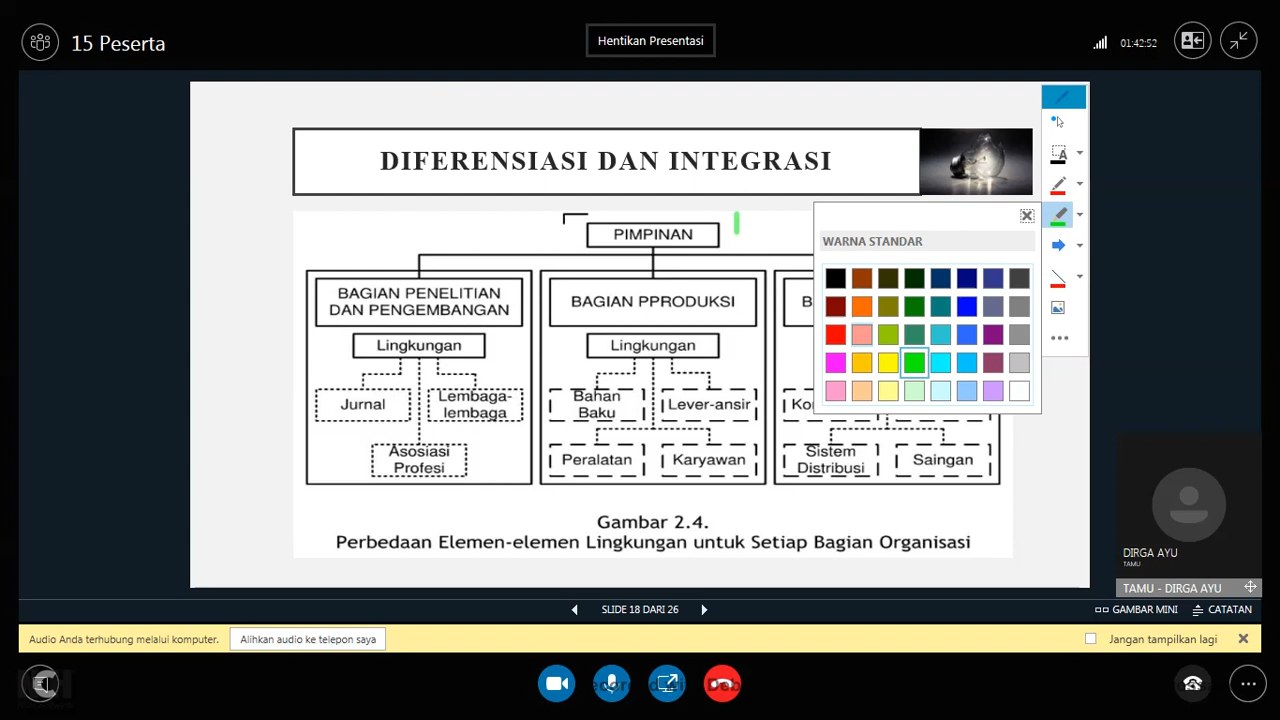 15 Peserta
Hentikan Presentasi
01:42:52
DIFERENSIASI DAN INTEGRASI
PIMPINAN
WARNA STANDAR
BAGIAN PENELITIAN
DAN PENGEMBANGAN
BAGIAN PPRODUKSI
Lingkungan
Lingkungan
Jurnal
Lembaga-
lembaga
Bahan
Baku
Lever-ansir
Asosiasi
Profesi
Peralatan
Karyawan
Sistem
Distribusi
Saingan
Gambar 2.4.
Perbedaan Elemen-elemen Lingkungan untuk Setiap Bagian Organisasi
DIRGA AYU
TAMU
TAMU - DIRGA AYU
SLIDE 18 DARI 26
GAMBAR MINI
CATATAN
Audio Anda terhubung melalui komputer.
Alihkan audio ke telepon saya
Jangan tampilkan lagi